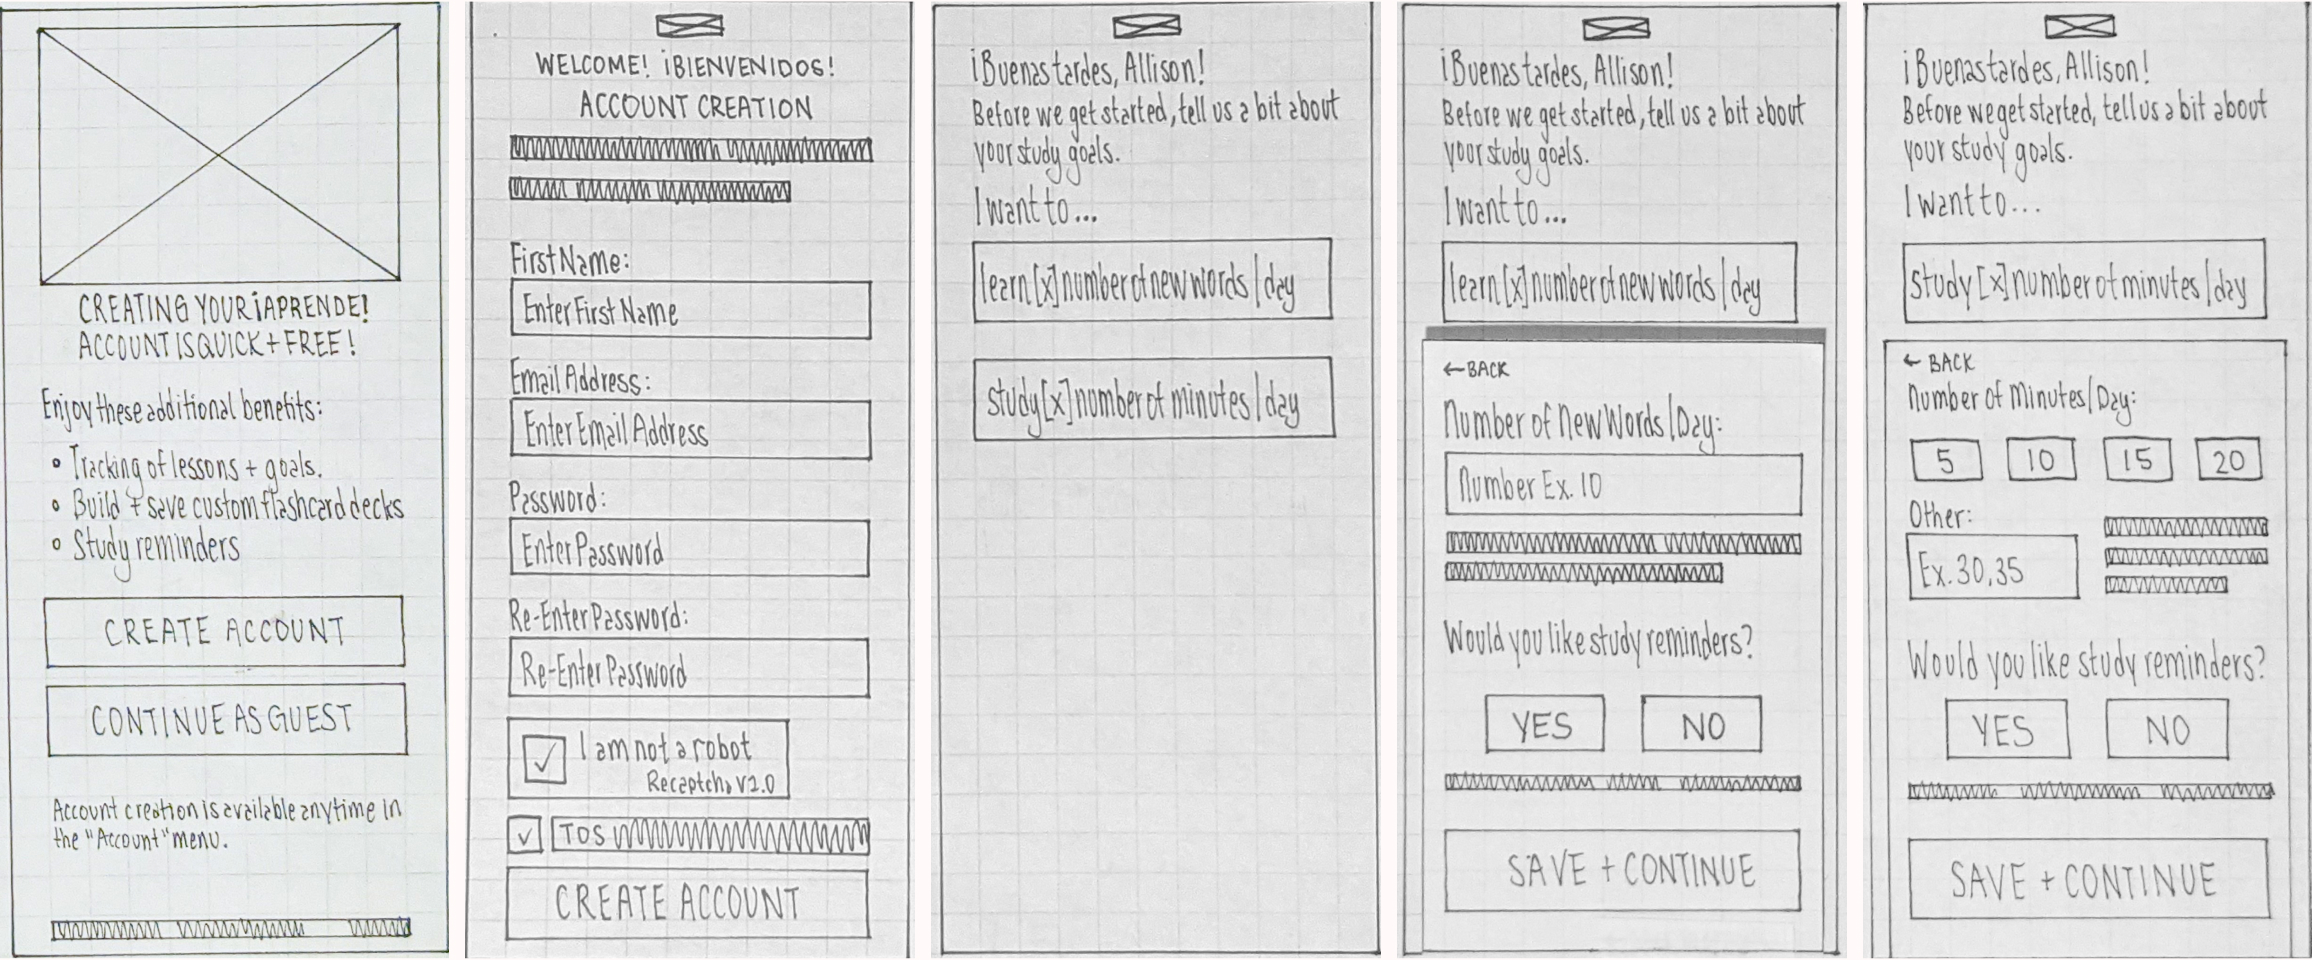 CREATING YOUR ¡APRENDE!
ACCOUNT IS QUICK + FREE!
Enjoy these additional benefits:
Tracking of lessons + goals.
Build + save custom flashcard decks
Study reminders
CREATE ACCOUNT
CONTINUE AS GUEST
Account creation is available anytime in
the "Account" menu.
WELCOME! ¡BIENVENIDOS!
ACCOUNT CREATION
First Name:
Enter First Name
Email Address:
Enter Email Address
Password:
Enter Password
Re-Enter Password:
Re-Enter Password
I am not a robot
Recaptcha V2.0
TOS
CREATE ACCOUNT
¡Buenas tardes, Allison!
Before we get started, tell us a bit about
your study goals.
I want to...
learn [x] number of new words / day
study [x] number of minutes / day
¡Buenas tardes, Allison!
Before we get started, tell us a bit about
your study goals.
I want to...
learn [x] number of new words / day
← BACK
Number of New Words / Day:
Number Ex. 10
Would you like study reminders?
YES NO
SAVE + CONTINUE
¡Buenas tardes, Allison!
Before we get started, tell us a bit about
your study goals.
I want to...
study [x] number of minutes / day
← BACK
Number of Minutes / Day:
5 10 15 20
Other:
Ex. 30, 35
Would you like study reminders?
YES NO
SAVE + CONTINUE